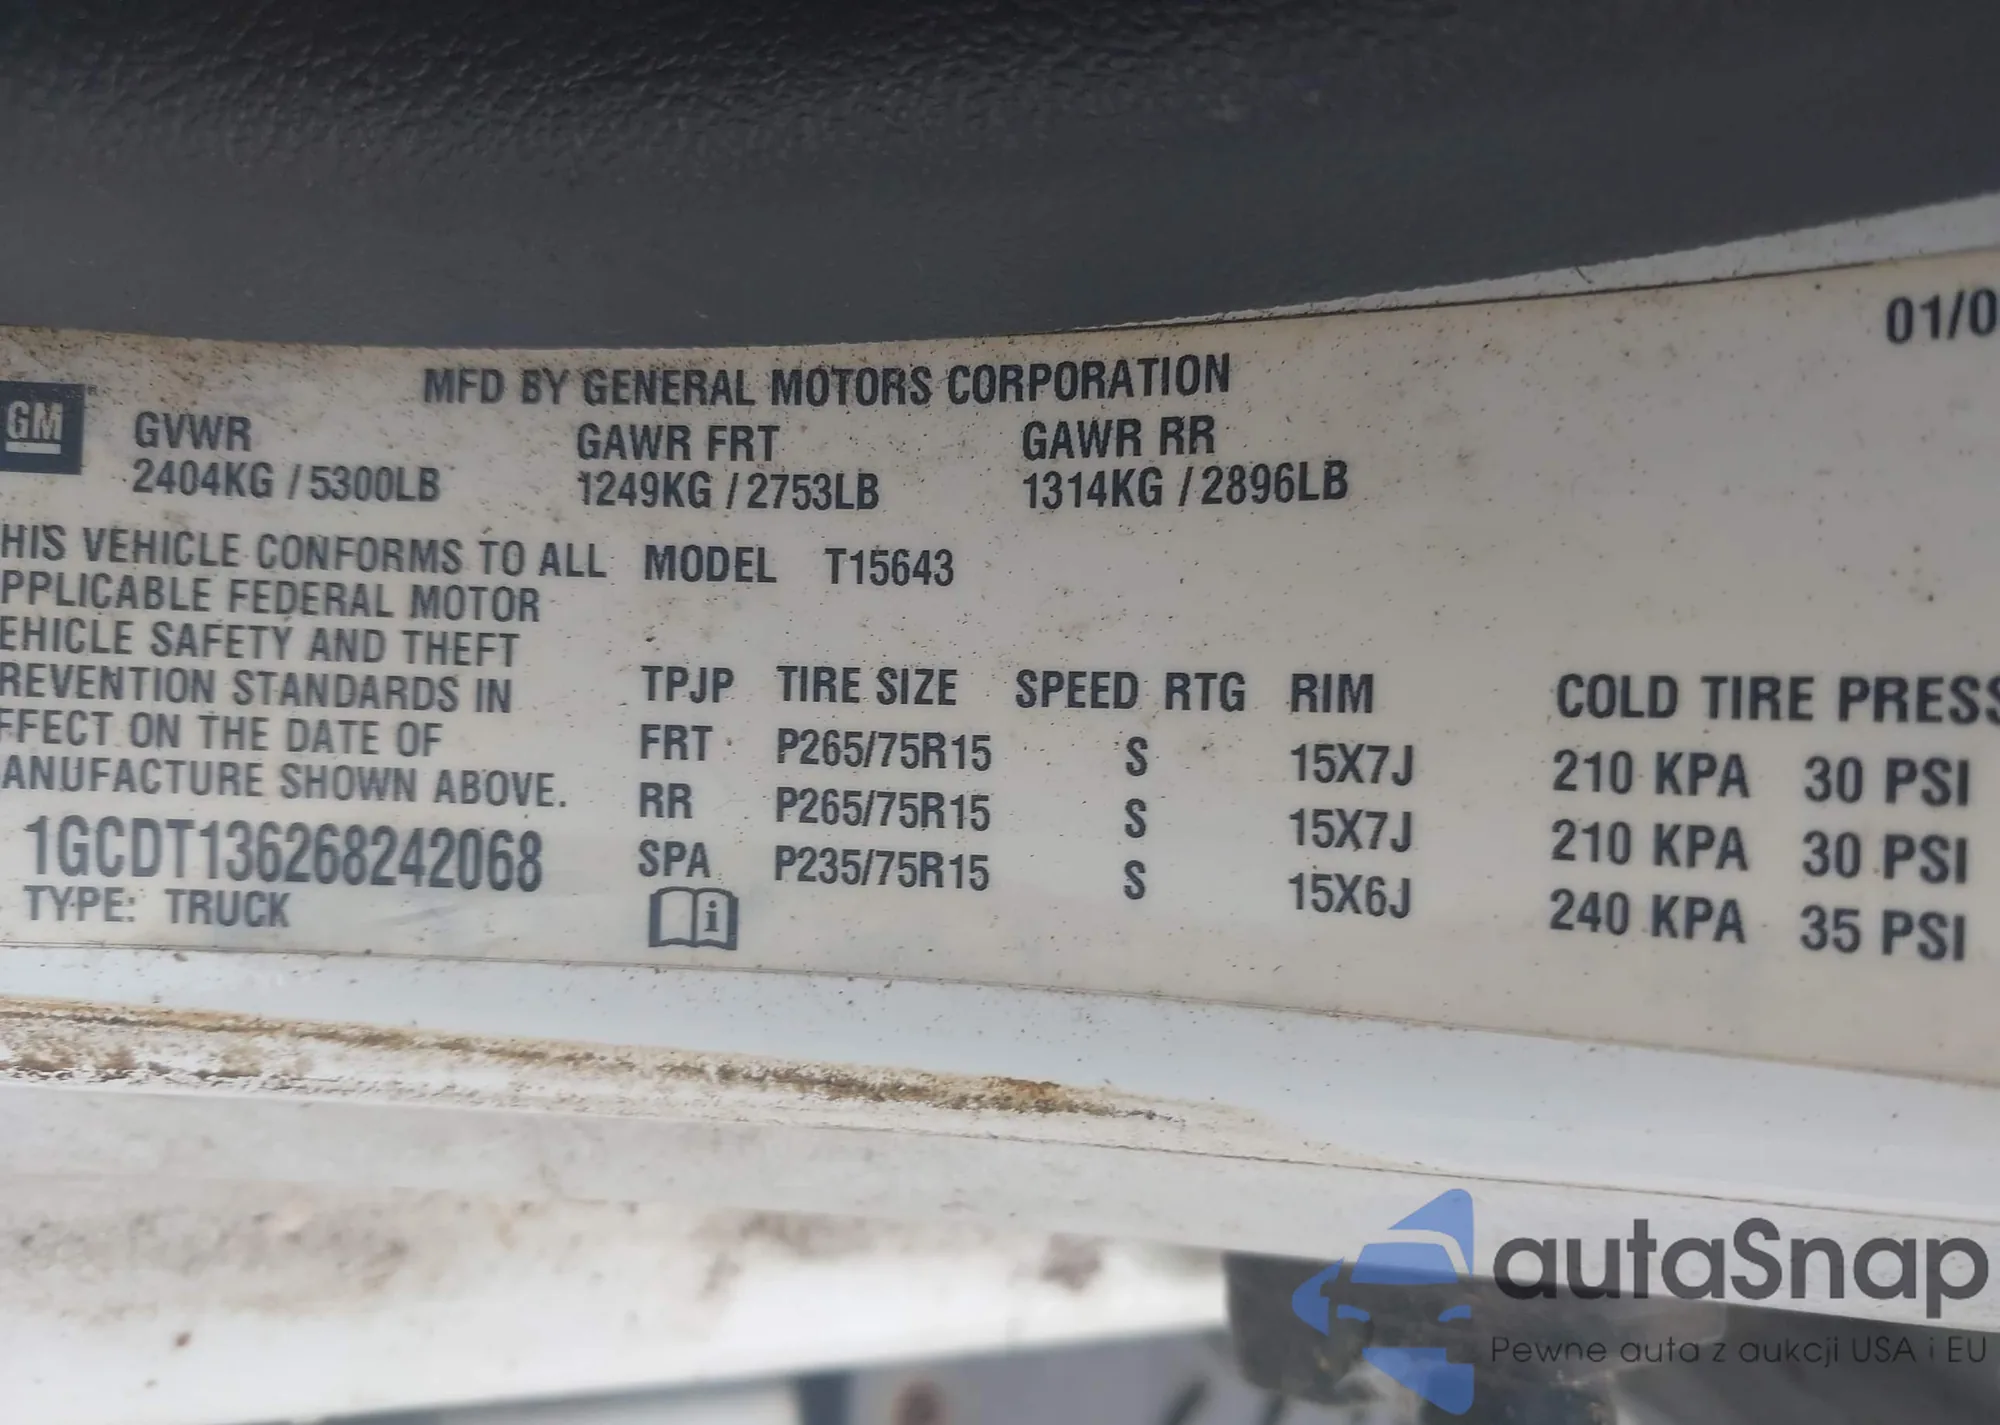 01/0
MFD BY GENERAL MOTORS CORPORATION
GM
GVWR GAWR FRT GAWR RR
2404KG / 5300LB 1249KG / 2753LB 1314KG / 2896LB
HIS VEHICLE CONFORMS TO ALL
PPLICABLE FEDERAL MOTOR
EHICLE SAFETY AND THEFT
REVENTION STANDARDS IN
FFECT ON THE DATE OF
ANUFACTURE SHOWN ABOVE.
1GCDT136268242068
TYPE: TRUCK
MODEL T15643
TPJP TIRE SIZE SPEED RTG RIM COLD TIRE PRESS
FRT P265/75R15 S 15X7J 210 KPA 30 PSI
RR P265/75R15 S 15X7J 210 KPA 30 PSI
SPA P235/75R15 S 15X6J 240 KPA 35 PSI
i
autaSnap
Pewne auta z aukcji USA i EU